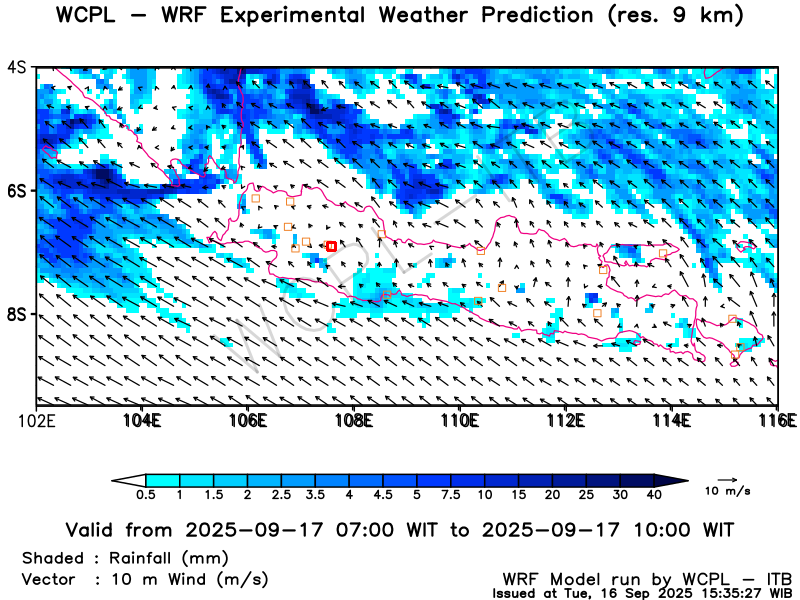 WCPL – WRF Experimental Weather Prediction (res. 9 km)
4S
6S
8S
WCPL-ITB
102E 104E 106E 108E 110E 112E 114E 116E
0.5 1 1.5 2 2.5 3.5 4 4.5 5 7.5 10 15 20 25 30 40
10 m/s
Valid from 2025-09-17 07:00 WIT to 2025-09-17 10:00 WIT
Shaded : Rainfall (mm)
Vector : 10 m Wind (m/s)
WRF Model run by WCPL – ITB
Issued at Tue, 16 Sep 2025 15:35:27 WIB